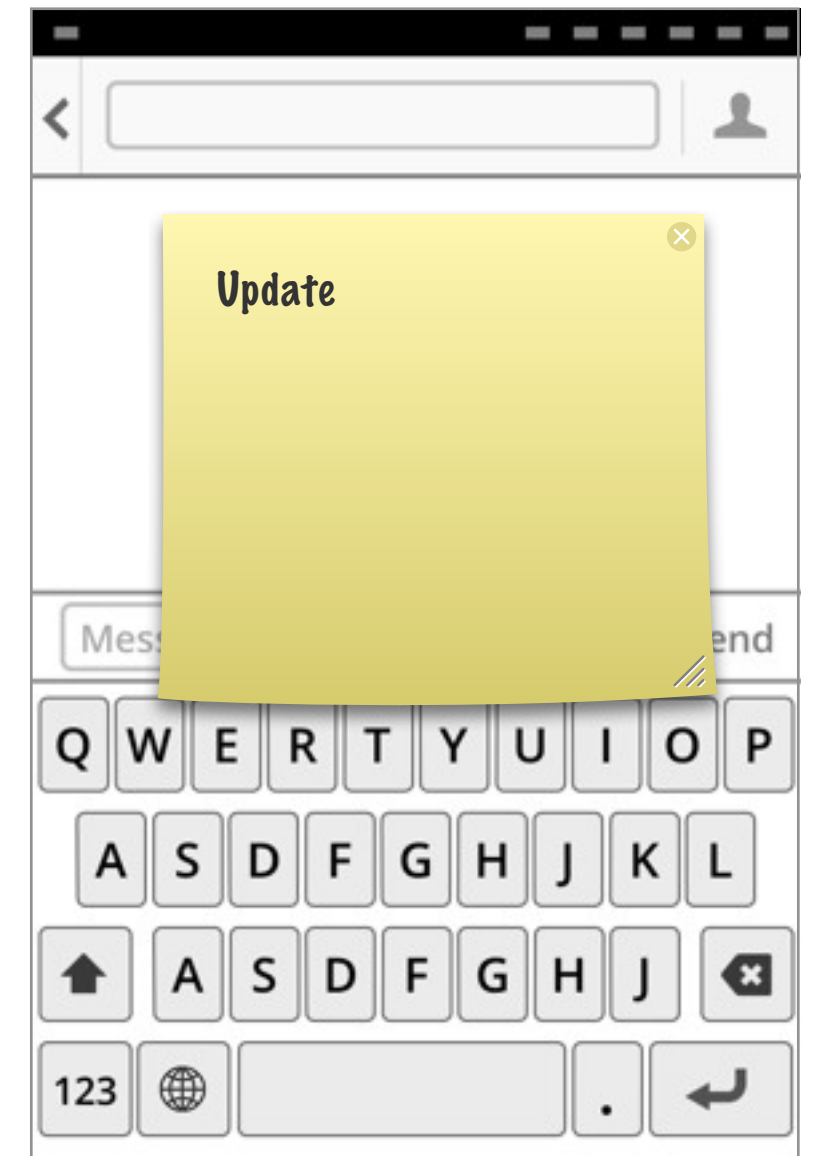 Update
Mess
end
Q W E R T Y U I O P
A S D F G H J K L
A S D F G H J
123 .